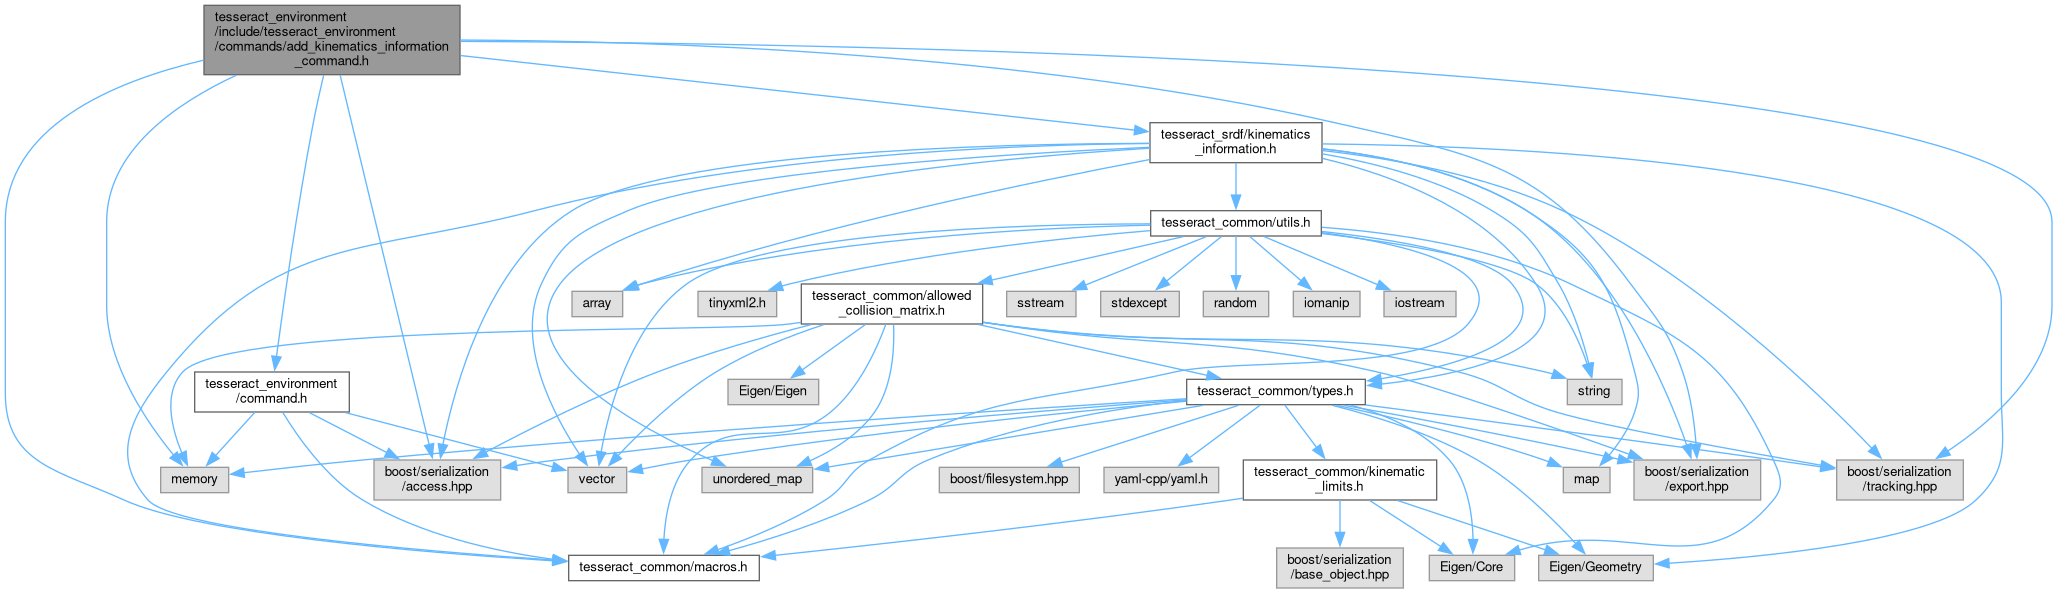 tesseract_environment
/include/tesseract_environment
/commands/add_kinematics_information
_command.h
tesseract_srdf/kinematics
_information.h
tesseract_common/utils.h
array
tinyxml2.h
tesseract_common/allowed
_collision_matrix.h
sstream
stdexcept
random
iomanip
iostream
tesseract_environment
/command.h
Eigen/Eigen
tesseract_common/types.h
string
memory
boost/serialization
/access.hpp
vector
unordered_map
boost/filesystem.hpp
yaml-cpp/yaml.h
tesseract_common/kinematic
_limits.h
map
boost/serialization
/export.hpp
boost/serialization
/tracking.hpp
tesseract_common/macros.h
boost/serialization
/base_object.hpp
Eigen/Core
Eigen/Geometry